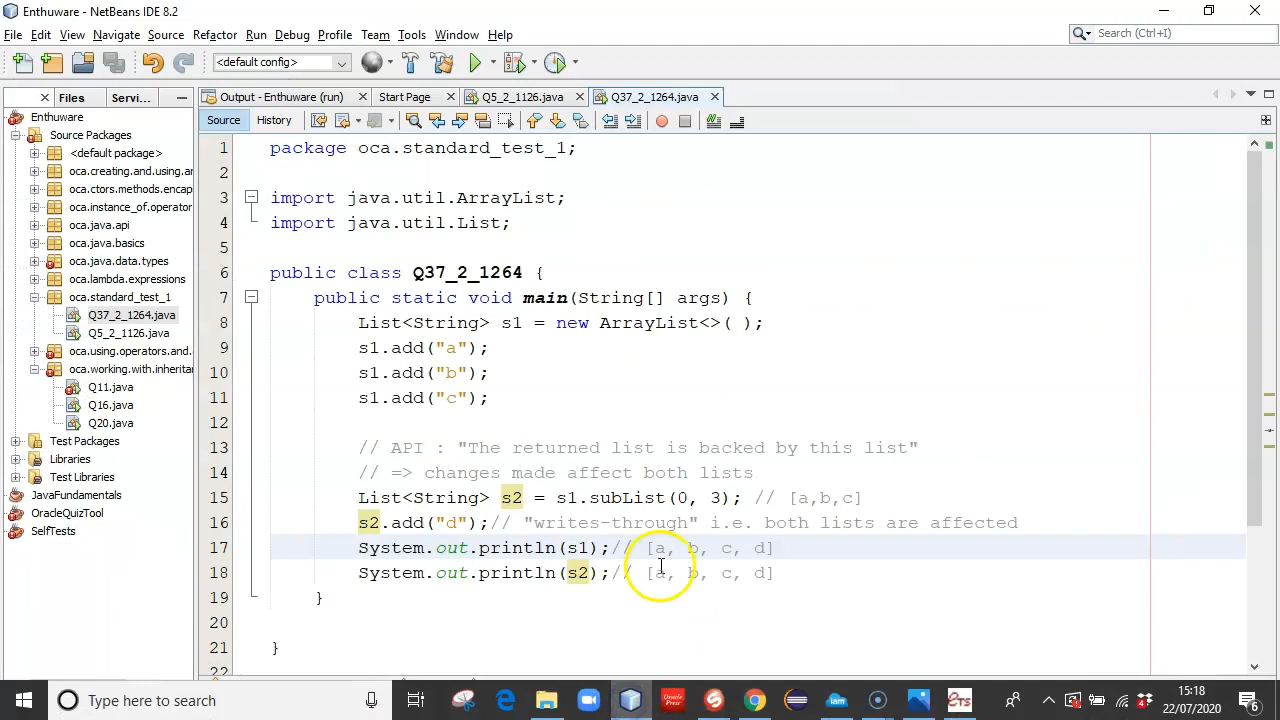 Enthuware - NetBeans IDE 8.2
File Edit View Navigate Source Refactor Run Debug Profile Team Tools Window Help
Search (Ctrl+I)
<default config>
Files Servi...
Output - Enthuware (run) Start Page Q5_2_1126.java Q37_2_1264.java
Source History
Enthuware
Source Packages
<default package>
oca.creating.and.using.ar
oca.ctors.methods.encap
oca.instance_of.operator
oca.java.api
oca.java.basics
oca.java.data.types
oca.lambda.expressions
oca.standard_test_1
Q37_2_1264.java
Q5_2_1126.java
oca.using.operators.and.
oca.working.with.inheritar
Q11.java
Q16.java
Q20.java
Test Packages
Libraries
Test Libraries
JavaFundamentals
OracleQuizTool
SelfTests
1 package oca.standard_test_1;
2
3 import java.util.ArrayList;
4 import java.util.List;
5
6 public class Q37_2_1264 {
7 public static void main(String[] args) {
8 List<String> s1 = new ArrayList<>( );
9 s1.add("a");
10 s1.add("b");
11 s1.add("c");
12
13 // API : "The returned list is backed by this list"
14 // => changes made affect both lists
15 List<String> s2 = s1.subList(0, 3); // [a,b,c]
16 s2.add("d");// "writes-through" i.e. both lists are affected
17 System.out.println(s1);// [a, b, c, d]
18 System.out.println(s2);// [a, b, c, d]
19 }
20
21 }
22
Type here to search
iam
Oracle Press
ETS
4
15:18
22/07/2020
6